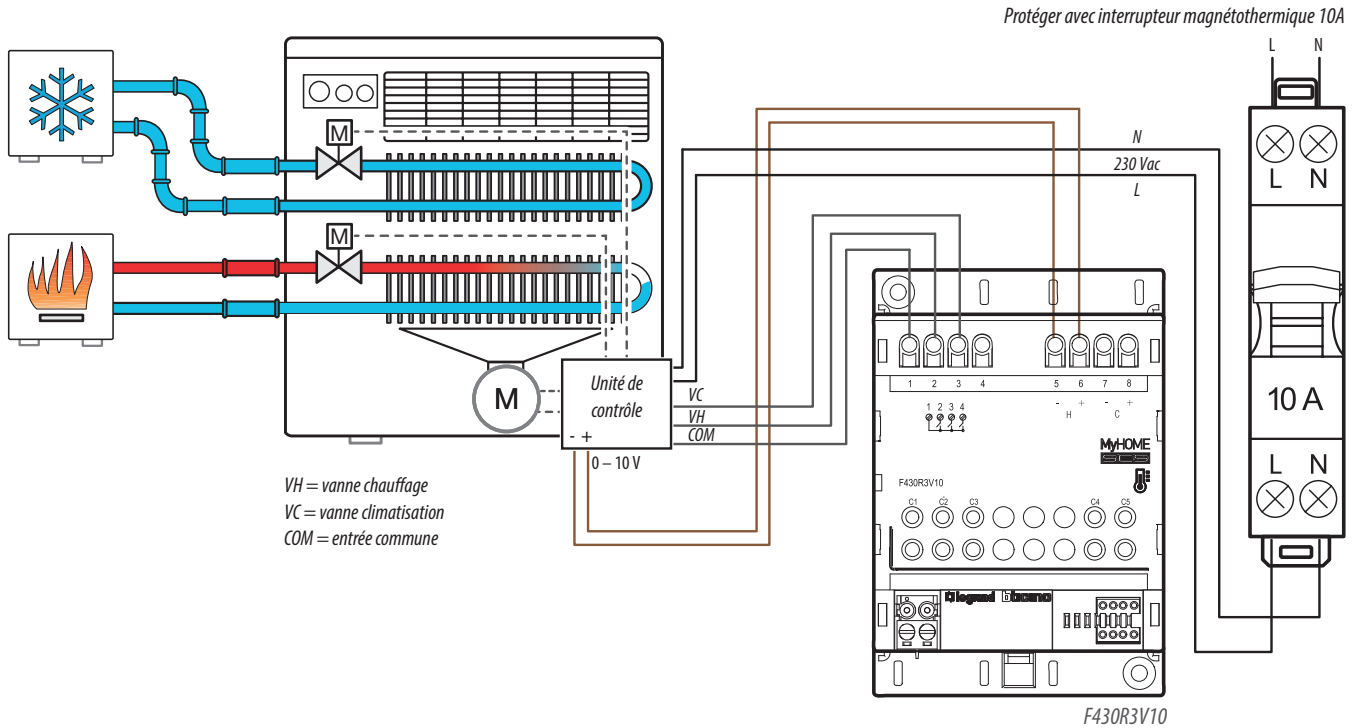 Protéger avec interrupteur magnétothermique 10A
L N
M
N
230 Vac
L
L N
M
M
Unité de
contrôle
- +
0 – 10 V
VC
VH
COM
VH = vanne chauffage
VC = vanne climatisation
COM = entrée commune
1 2 3 4 5 6 7 8
- + - +
H C
1 2 3 4
MyHOME
SCS
F430R3V10
C1 C2 C3 C4 C5
legrand bticino
10 A
L N
F430R3V10